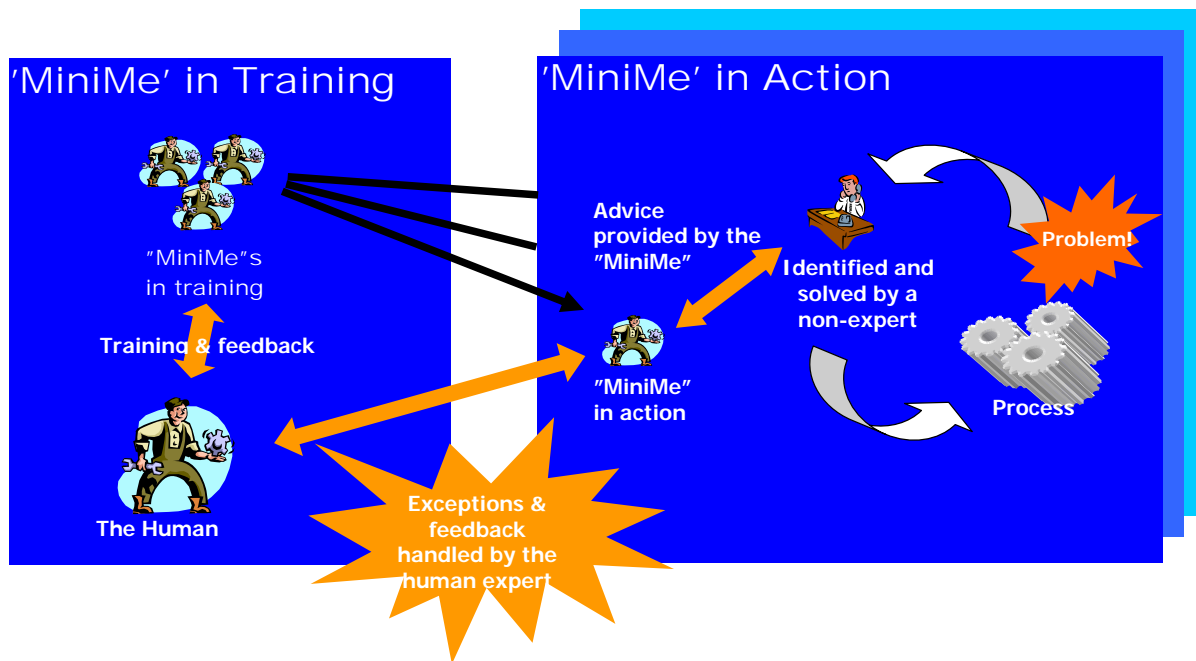 'MiniMe' in Training
"MiniMe"s
in training
Training & feedback
The Human
'MiniMe' in Action
Advice
provided by the
"MiniMe"
Identified and
solved by a
non-expert
Problem!
Process
"MiniMe"
in action
Exceptions &
feedback
handled by the
human expert